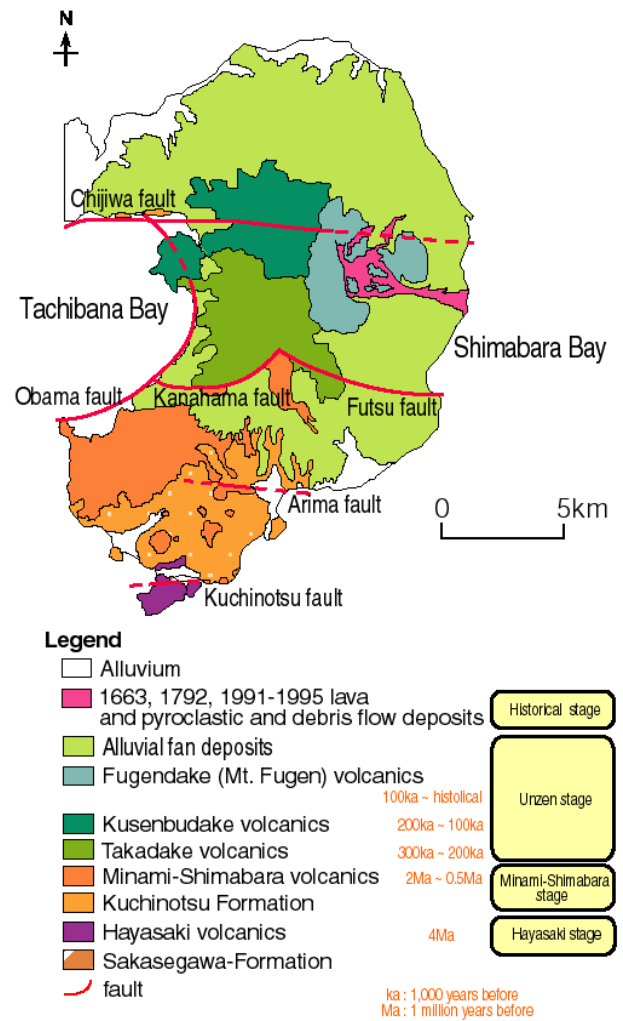 N
Chijiwa fault
Tachibana Bay
Shimabara Bay
Obama fault
Kanahama fault
Futsu fault
Arima fault
0 5km
Kuchinotsu fault
Legend
Alluvium
1663, 1792, 1991-1995 lava
and pyroclastic and debris flow deposits
Historical stage
Alluvial fan deposits
Fugendake (Mt. Fugen) volcanics
100ka ~ histolical
Unzen stage
Kusenbudake volcanics
200ka ~ 100ka
Takadake volcanics
300ka ~ 200ka
Minami-Shimabara volcanics
2Ma ~ 0.5Ma
Minami-Shimabara
stage
Kuchinotsu Formation
Hayasaki volcanics
4Ma
Hayasaki stage
Sakasegawa-Formation
fault
ka : 1,000 years before
Ma : 1 million years before